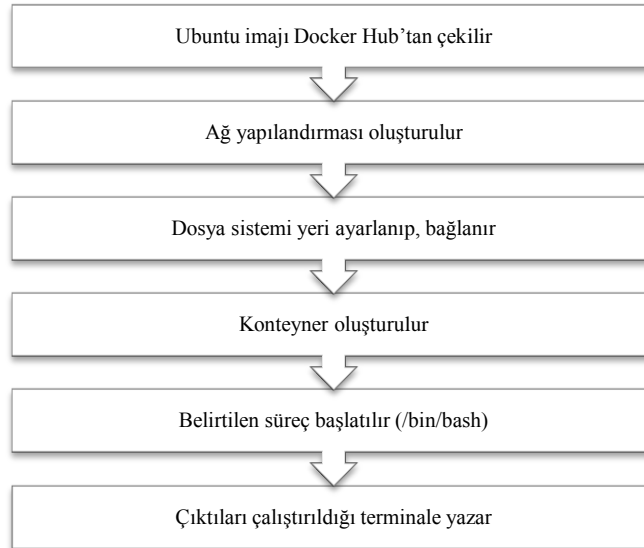 Ubuntu imajı Docker Hub’tan çekilir
Ağ yapılandırması oluşturulur
Dosya sistemi yeri ayarlanıp, bağlanır
Konteyner oluşturulur
Belirtilen süreç başlatılır (/bin/bash)
Çıktıları çalıştırıldığı terminale yazar